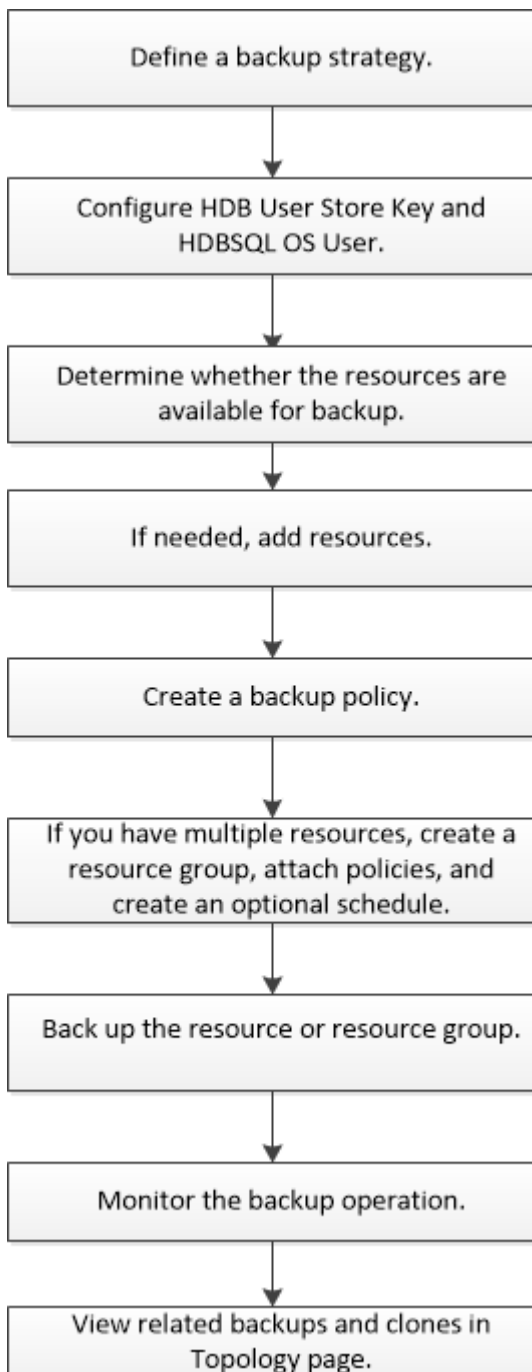 Define a backup strategy.
Configure HDB User Store Key and
HDBSQL OS User.
Determine whether the resources are
available for backup.
If needed, add resources.
Create a backup policy.
If you have multiple resources, create a
resource group, attach policies, and
create an optional schedule.
Back up the resource or resource group.
Monitor the backup operation.
View related backups and clones in
Topology page.